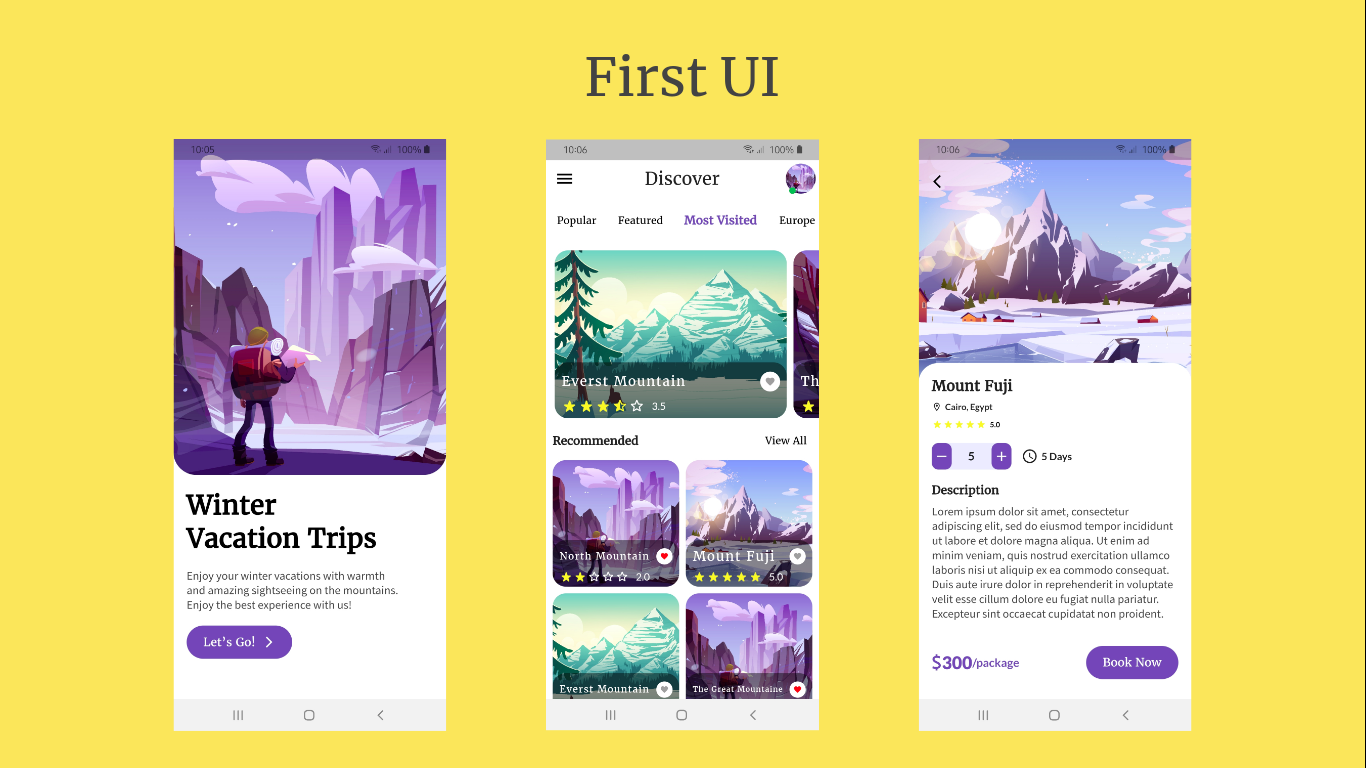 First UI
10:05 100%
Winter
Vacation Trips
Enjoy your winter vacations with warmth
and amazing sightseeing on the mountains.
Enjoy the best experience with us!
Let's Go!
10:06 100%
Discover
Popular Featured Most Visited Europe
Everst Mountain Th
3.5
Recommended View All
North Mountain Mount Fuji
2.0 5.0
Everst Mountain The Great Mountaine
10:06 100%
Mount Fuji
Cairo, Egypt
5.0
5 5 Days
Description
Lorem ipsum dolor sit amet, consectetur
adipiscing elit, sed do eiusmod tempor incididunt
ut labore et dolore magna aliqua. Ut enim ad
minim veniam, quis nostrud exercitation ullamco
laboris nisi ut aliquip ex ea commodo consequat.
Duis aute irure dolor in reprehenderit in voluptate
velit esse cillum dolore eu fugiat nulla pariatur.
Excepteur sint occaecat cupidatat non proident.
$300/package Book Now